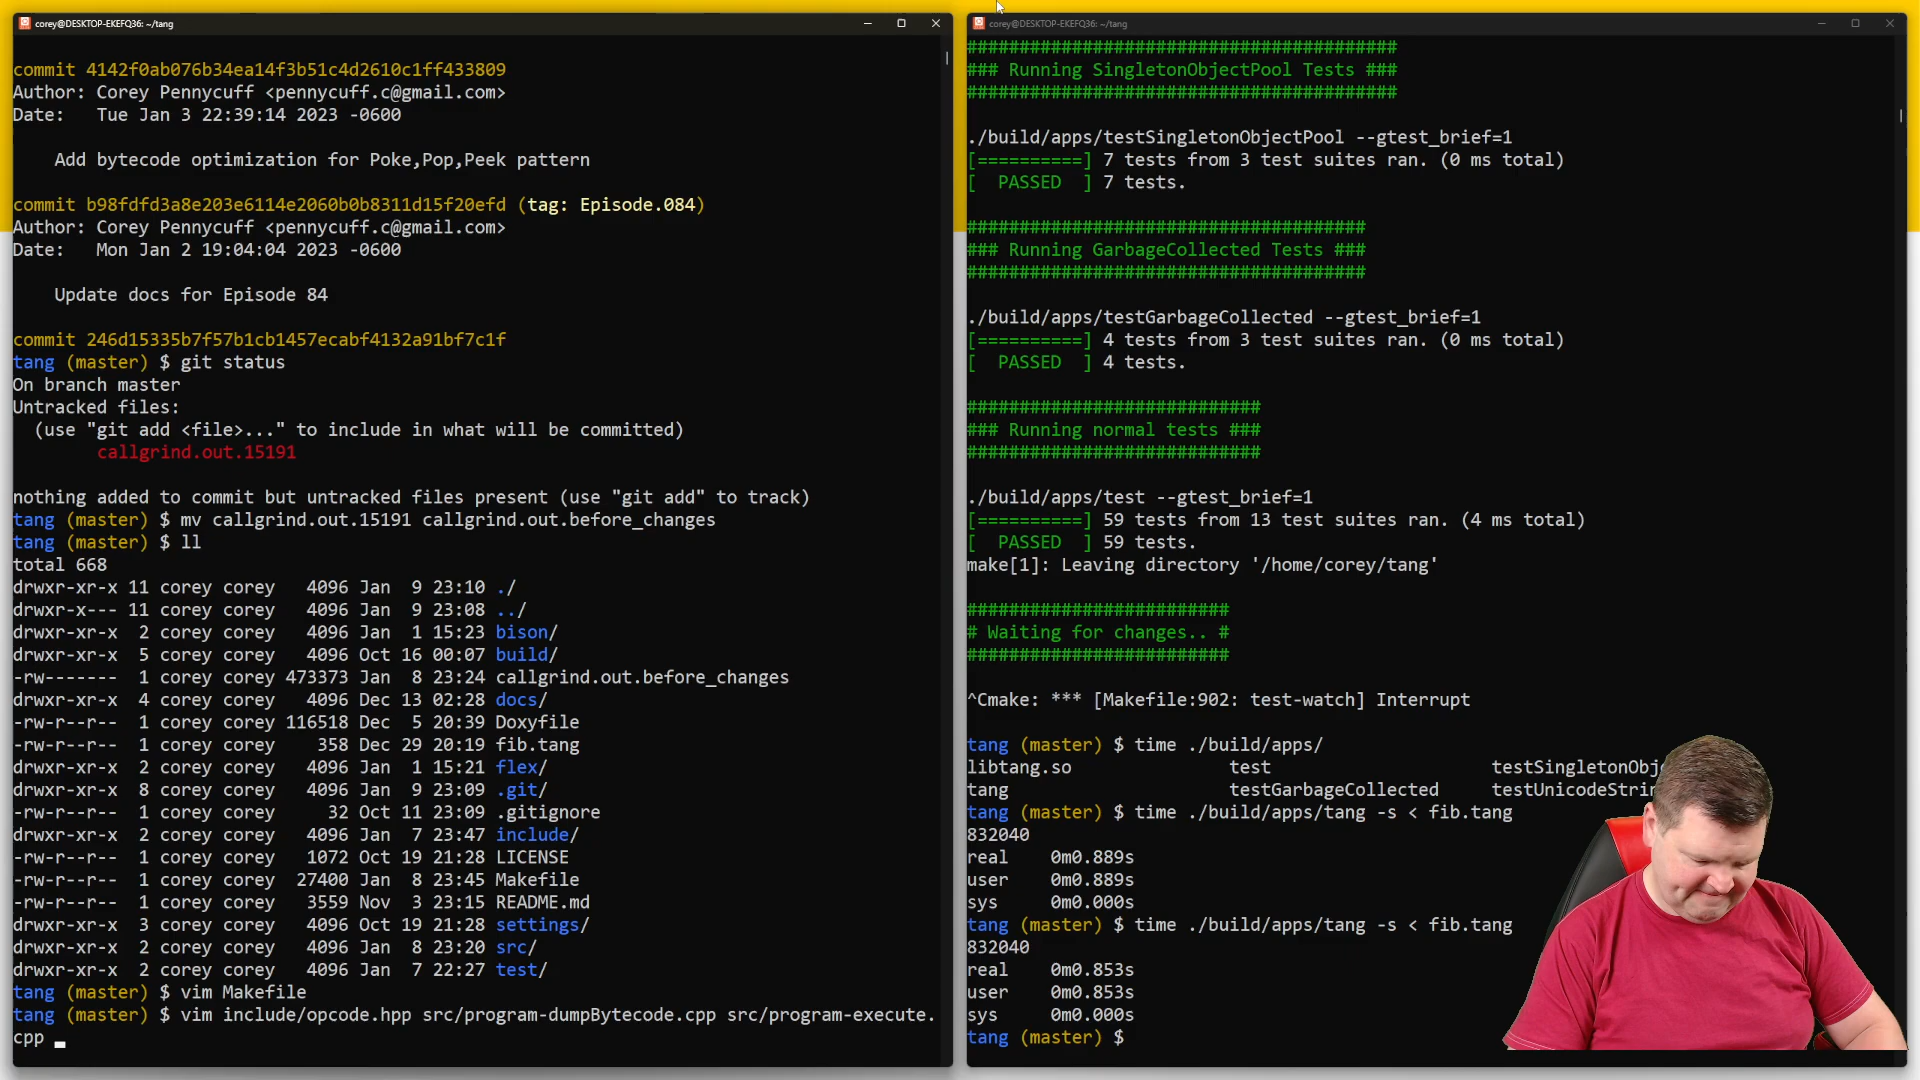 corey@DESKTOP-EKEFQ36: ~/tang
commit 4142f0ab076b34ea14f3b51c4d2610c1ff433809
Author: Corey Pennycuff <pennycuff.c@gmail.com>
Date:   Tue Jan 3 22:39:14 2023 -0600
    Add bytecode optimization for Poke,Pop,Peek pattern
commit b98fdfd3a8e203e6114e2060b0b8311d15f20efd (tag: Episode.084)
Author: Corey Pennycuff <pennycuff.c@gmail.com>
Date:   Mon Jan 2 19:04:04 2023 -0600
    Update docs for Episode 84
commit 246d15335b7f57b1cb1457ecabf4132a91bf7c1f
tang (master) $ git status
On branch master
Untracked files:
  (use "git add <file>..." to include in what will be committed)
        callgrind.out.15191
nothing added to commit but untracked files present (use "git add" to track)
tang (master) $ mv callgrind.out.15191 callgrind.out.before_changes
tang (master) $ ll
total 668
drwxr-xr-x 11 corey corey   4096 Jan  9 23:10 ./
drwxr-x--- 11 corey corey   4096 Jan  9 23:08 ../
drwxr-xr-x  2 corey corey   4096 Jan  1 15:23 bison/
drwxr-xr-x  5 corey corey   4096 Oct 16 00:07 build/
-rw-------  1 corey corey 473373 Jan  8 23:24 callgrind.out.before_changes
drwxr-xr-x  4 corey corey   4096 Dec 13 02:28 docs/
-rw-r--r--  1 corey corey 116518 Dec  5 20:39 Doxyfile
-rw-r--r--  1 corey corey    358 Dec 29 20:19 fib.tang
drwxr-xr-x  2 corey corey   4096 Jan  1 15:21 flex/
drwxr-xr-x  8 corey corey   4096 Jan  9 23:09 .git/
-rw-r--r--  1 corey corey     32 Oct 11 23:09 .gitignore
drwxr-xr-x  2 corey corey   4096 Jan  7 23:47 include/
-rw-r--r--  1 corey corey   1072 Oct 19 21:28 LICENSE
-rw-r--r--  1 corey corey  27400 Jan  8 23:45 Makefile
-rw-r--r--  1 corey corey   3559 Nov  3 23:15 README.md
drwxr-xr-x  3 corey corey   4096 Oct 19 21:28 settings/
drwxr-xr-x  2 corey corey   4096 Jan  8 23:20 src/
drwxr-xr-x  2 corey corey   4096 Jan  7 22:27 test/
tang (master) $ vim Makefile
tang (master) $ vim include/opcode.hpp src/program-dumpBytecode.cpp src/program-execute.
cpp
corey@DESKTOP-EKEFQ36: ~/tang
#########################################
### Running SingletonObjectPool Tests ###
#########################################
./build/apps/testSingletonObjectPool --gtest_brief=1
[==========] 7 tests from 3 test suites ran. (0 ms total)
[  PASSED  ] 7 tests.
######################################
### Running GarbageCollected Tests ###
######################################
./build/apps/testGarbageCollected --gtest_brief=1
[==========] 4 tests from 3 test suites ran. (0 ms total)
[  PASSED  ] 4 tests.
############################
### Running normal tests ###
############################
./build/apps/test --gtest_brief=1
[==========] 59 tests from 13 test suites ran. (4 ms total)
[  PASSED  ] 59 tests.
make[1]: Leaving directory '/home/corey/tang'
#########################
# Waiting for changes.. #
#########################
^Cmake: *** [Makefile:902: test-watch] Interrupt
tang (master) $ time ./build/apps/
libtang.so               test                     testSingletonObj
tang                     testGarbageCollected     testUnicodeStri
tang (master) $ time ./build/apps/tang -s < fib.tang
832040
real    0m0.889s
user    0m0.889s
sys     0m0.000s
tang (master) $ time ./build/apps/tang -s < fib.tang
832040
real    0m0.853s
user    0m0.853s
sys     0m0.000s
tang (master) $